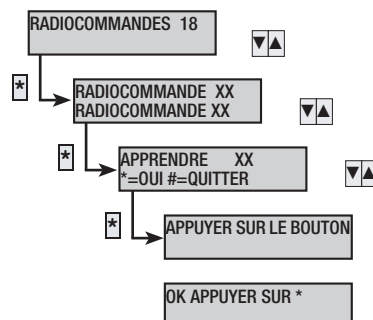 RADIOCOMMANDES 18
▼▲
*
RADIOCOMMANDE XX
RADIOCOMMANDE XX
▼▲
*
APPRENDRE XX
*=OUI #=QUITTER
▼▲
*
APPUYER SUR LE BOUTON
OK APPUYER SUR *